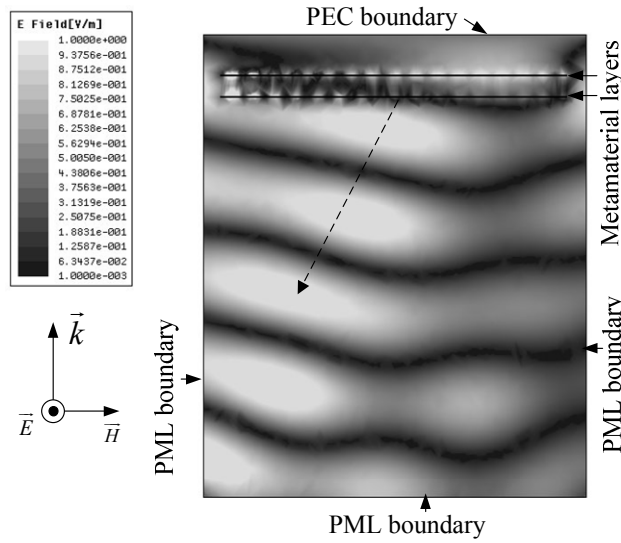 PEC boundary
E Field[V/m]
1.0000e+000
9.3756e-001
8.7512e-001
8.1269e-001
7.5025e-001
6.8781e-001
6.2538e-001
5.6294e-001
5.0050e-001
4.3806e-001
3.7563e-001
3.1319e-001
2.5075e-001
1.8831e-001
1.2587e-001
6.3437e-002
1.0000e-003
Metamaterial layers
k
E
H
PML boundary
PML boundary
PML boundary